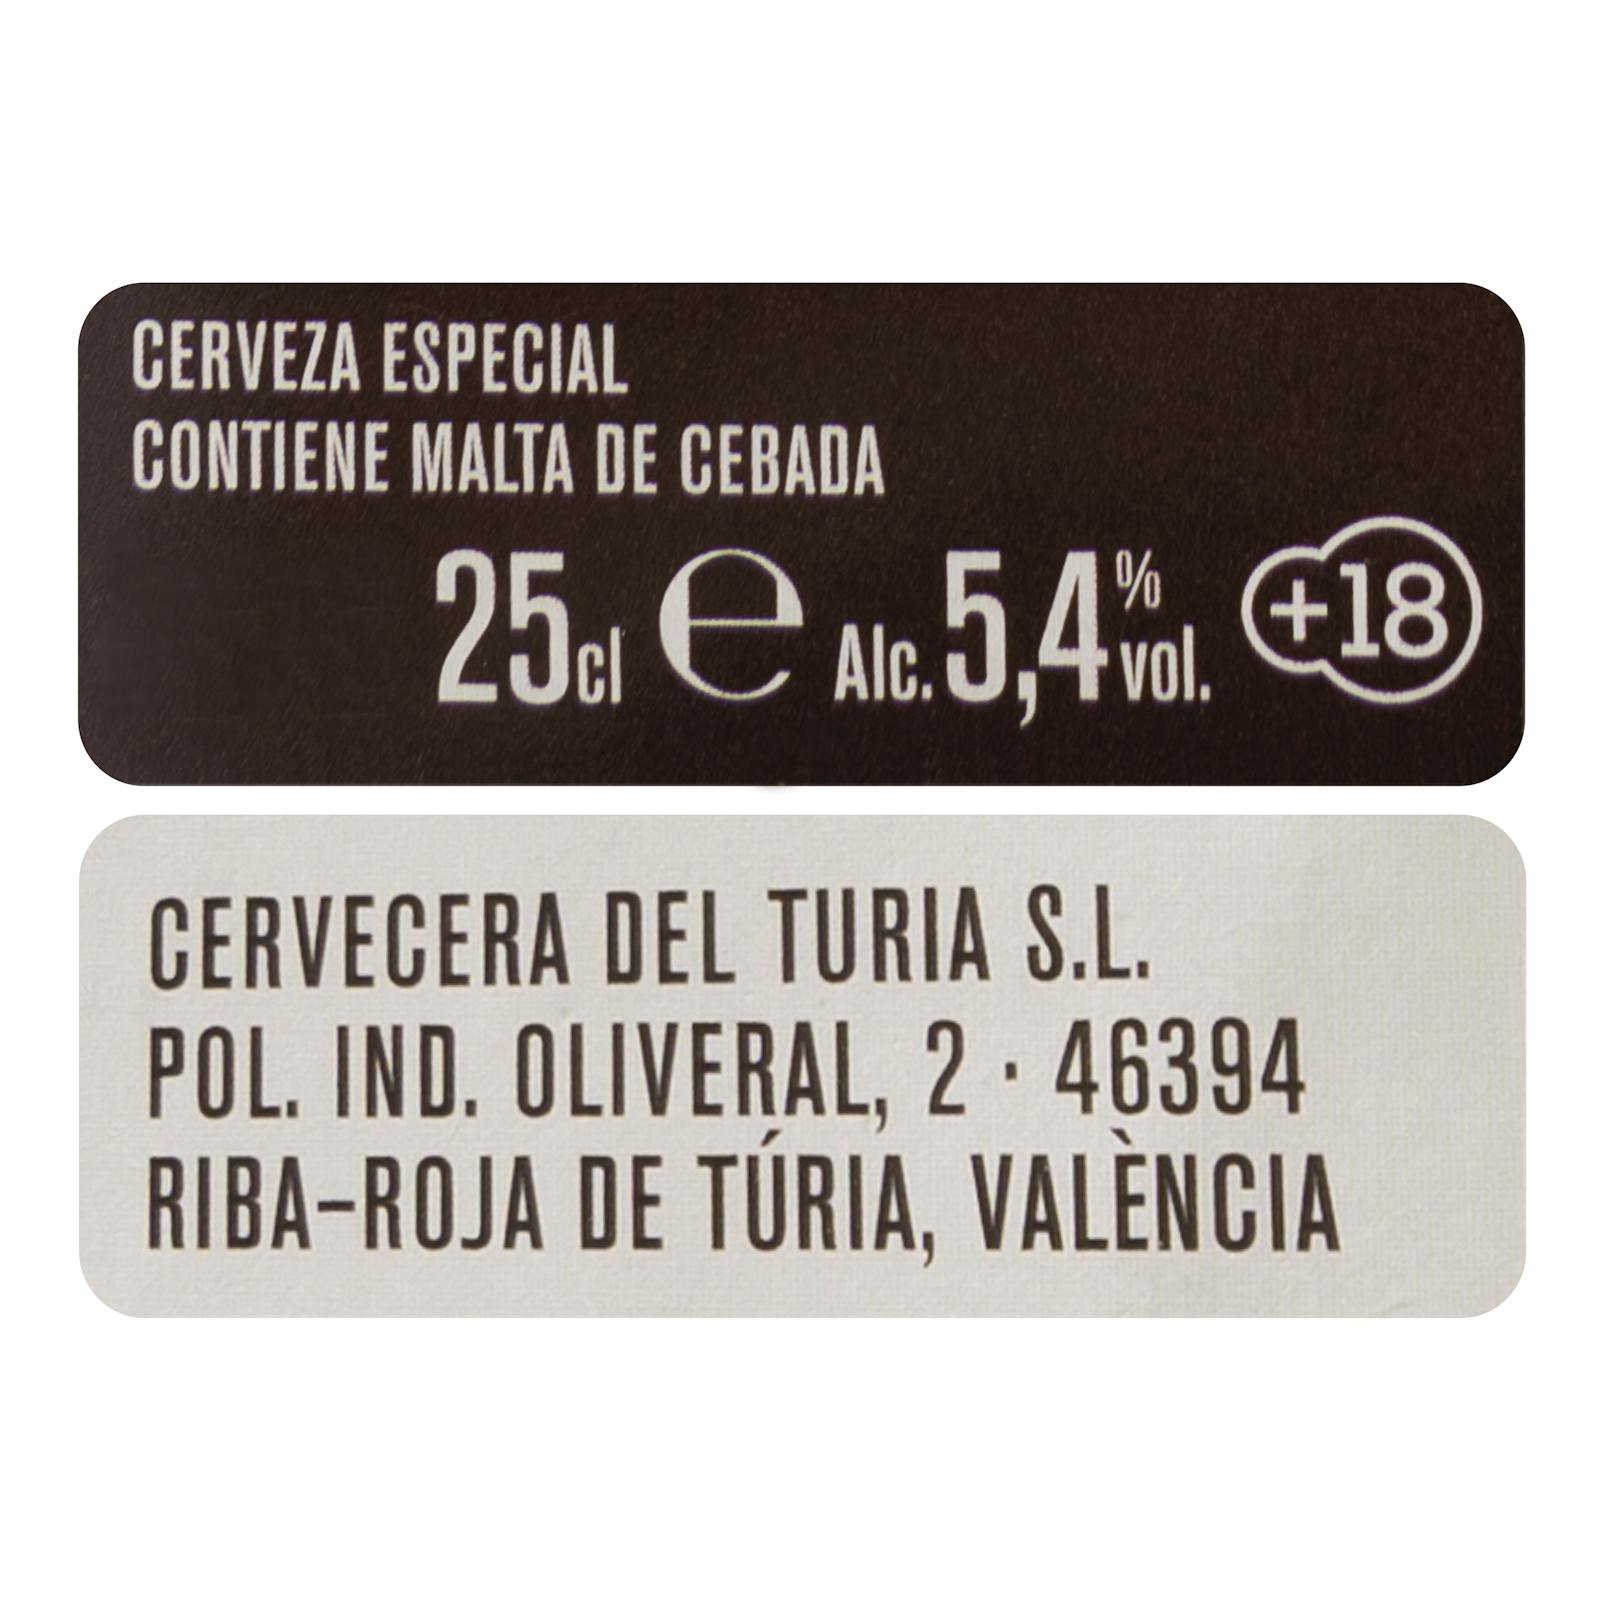 CERVEZA ESPECIAL
CONTIENE MALTA DE CEBADA
25cl e Alc. 5,4% vol. +18
CERVECERA DEL TURIA S.L.
POL. IND. OLIVERAL, 2 · 46394
RIBA-ROJA DE TÚRIA, VALÈNCIA